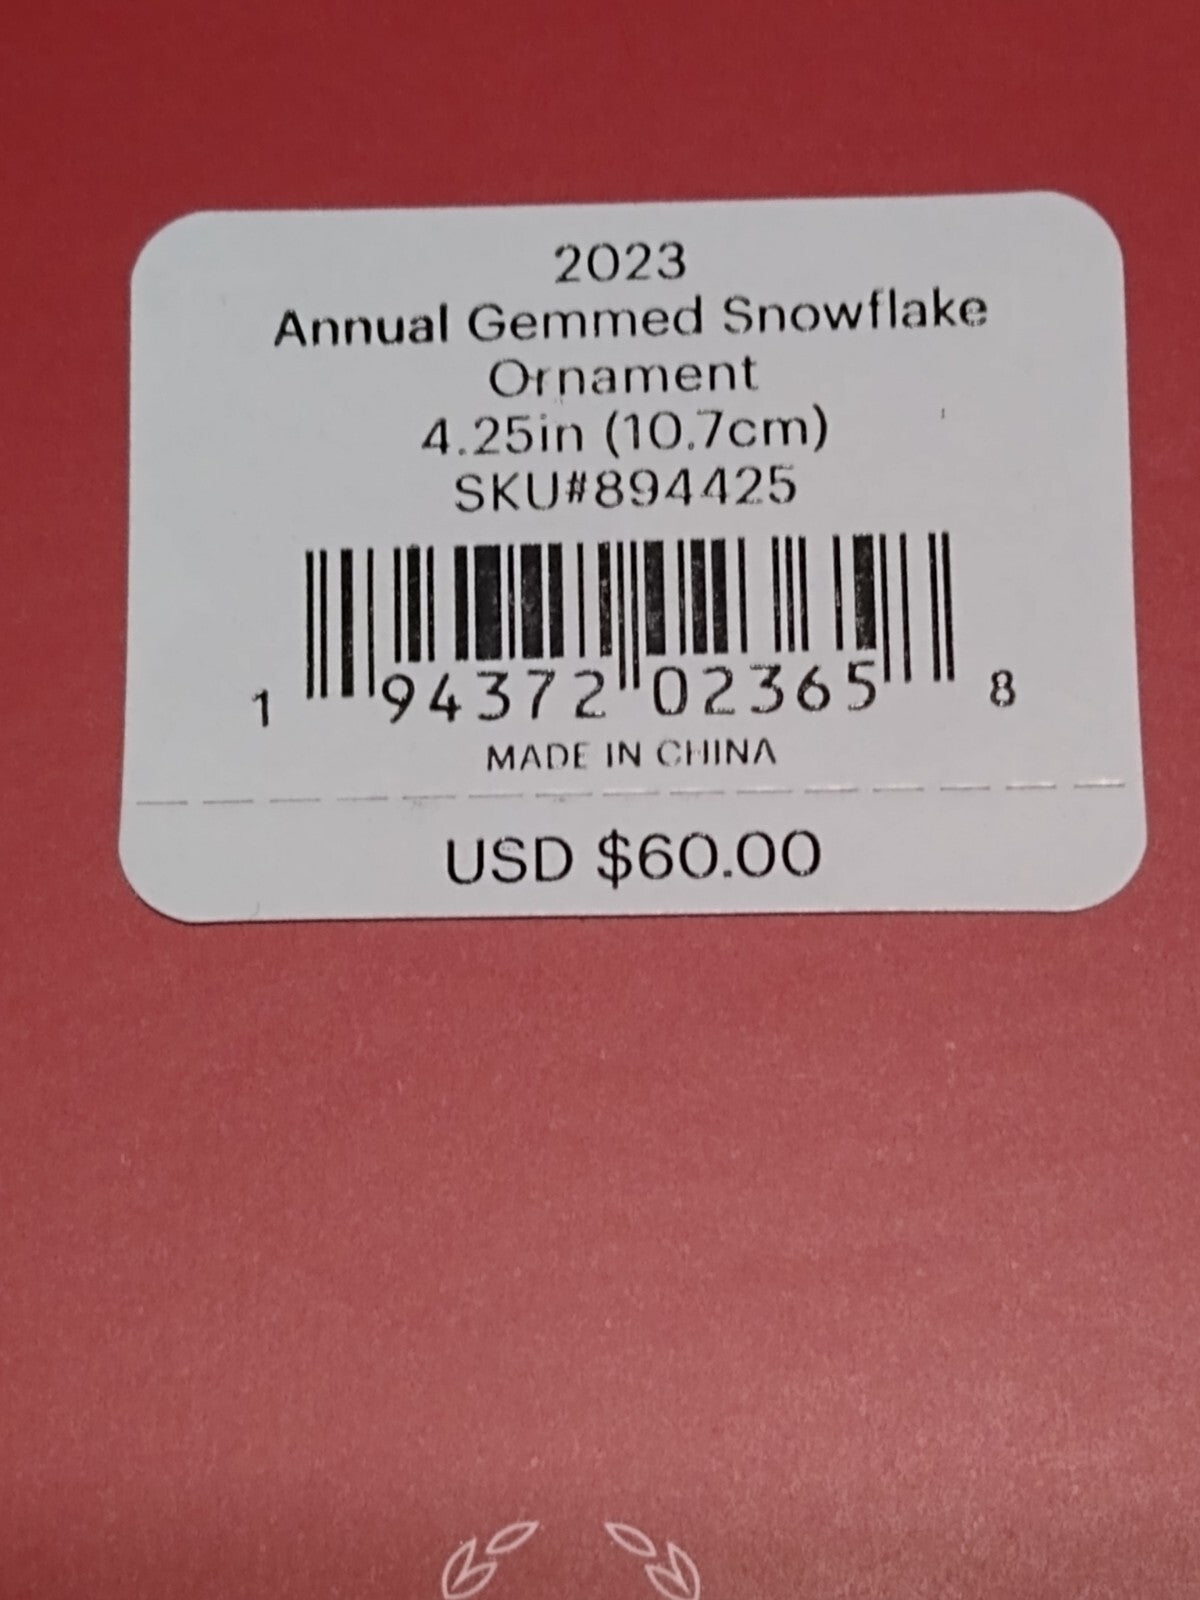 2023
Annual Gemmed Snowflake
Ornament
4.25in (10.7cm)
SKU#894425
1 94372 02365 8
MADE IN CHINA
USD $60.00